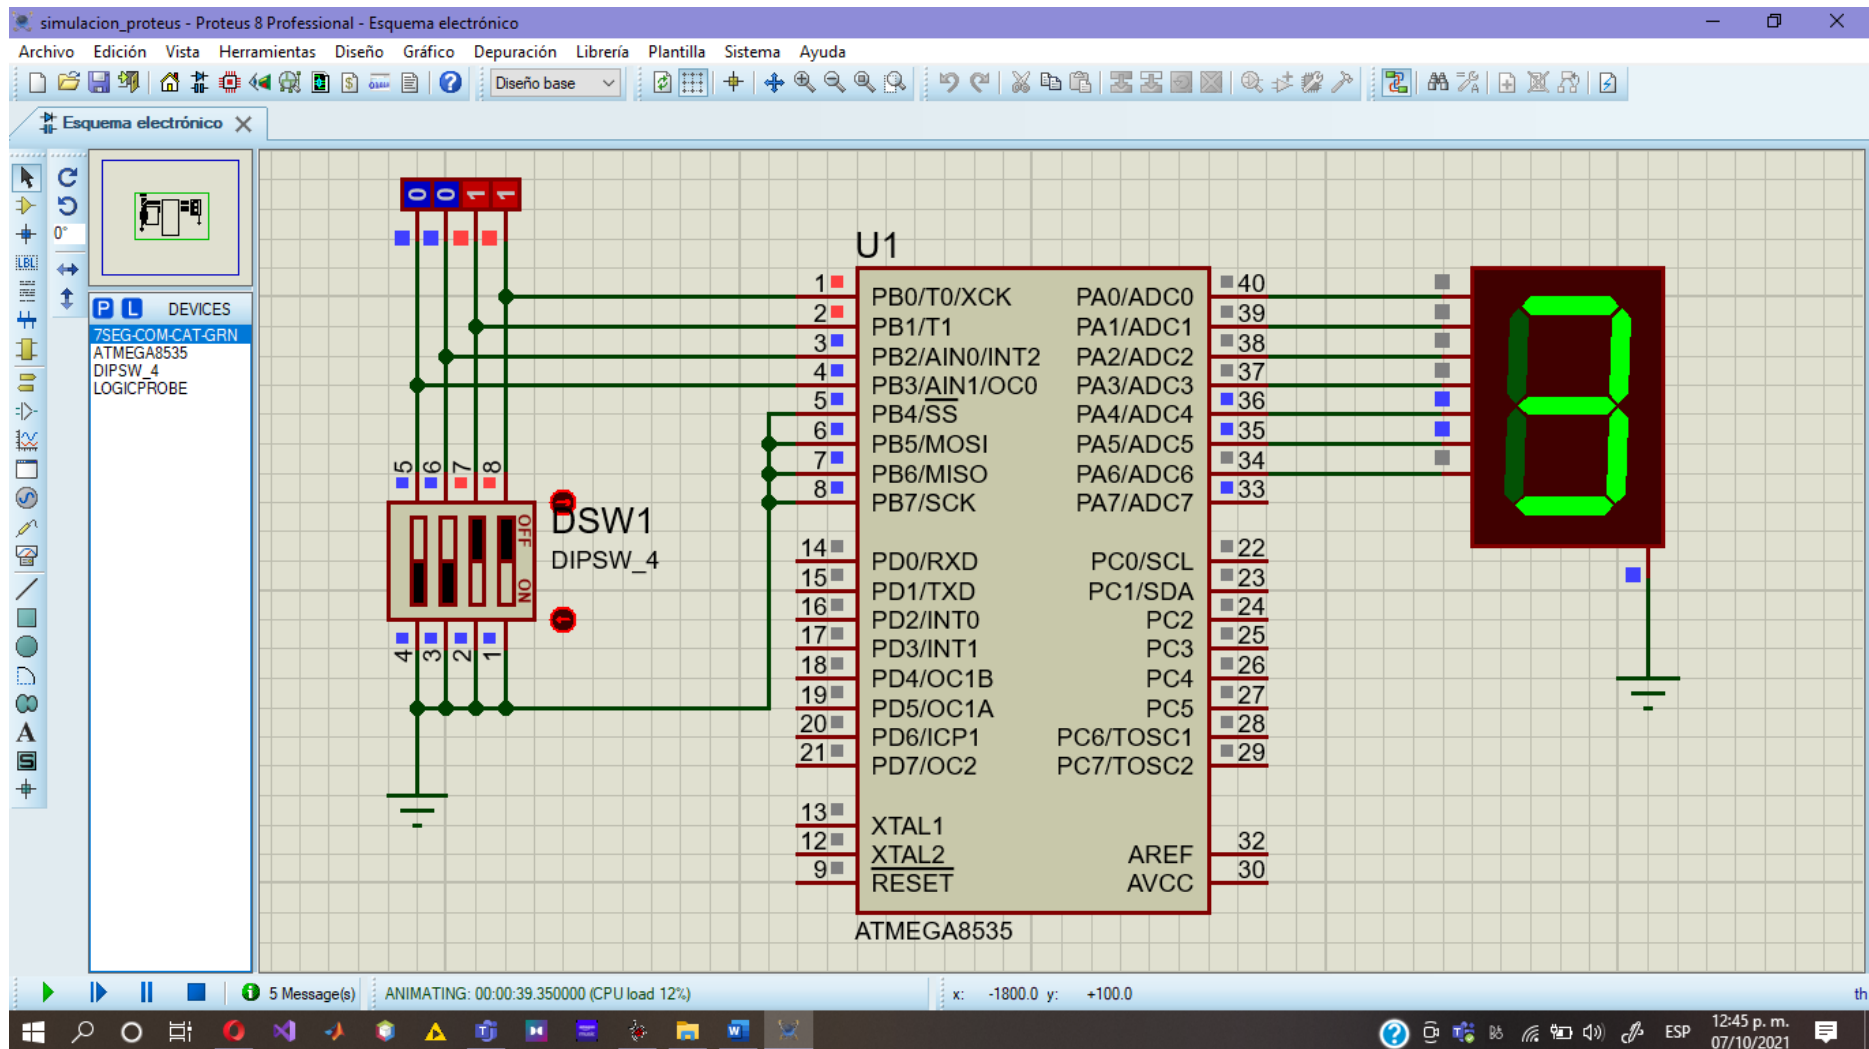 simulacion_proteus - Proteus 8 Professional - Esquema electrónico
Archivo Edición Vista Herramientas Diseño Gráfico Depuración Librería Plantilla Sistema Ayuda
Diseño base
Esquema electrónico
0°
LBL
P L DEVICES
7SEG-COM-CAT-GRN
ATMEGA8535
DIPSW_4
LOGICPROBE
A
S
0 0 1 1
5 6 7 8
OFF
ON
4 3 2 1
DSW1
DIPSW_4
U1
1 PB0/T0/XCK PA0/ADC0 40
2 PB1/T1 PA1/ADC1 39
3 PB2/AIN0/INT2 PA2/ADC2 38
4 PB3/AIN1/OC0 PA3/ADC3 37
5 PB4/SS PA4/ADC4 36
6 PB5/MOSI PA5/ADC5 35
7 PB6/MISO PA6/ADC6 34
8 PB7/SCK PA7/ADC7 33
14 PD0/RXD PC0/SCL 22
15 PD1/TXD PC1/SDA 23
16 PD2/INT0 PC2 24
17 PD3/INT1 PC3 25
18 PD4/OC1B PC4 26
19 PD5/OC1A PC5 27
20 PD6/ICP1 PC6/TOSC1 28
21 PD7/OC2 PC7/TOSC2 29
13 XTAL1
12 XTAL2 AREF 32
9 RESET AVCC 30
ATMEGA8535
3
5 Message(s) ANIMATING: 00:00:39.350000 (CPU load 12%) x: -1800.0 y: +100.0 th
ESP 12:45 p. m.
07/10/2021